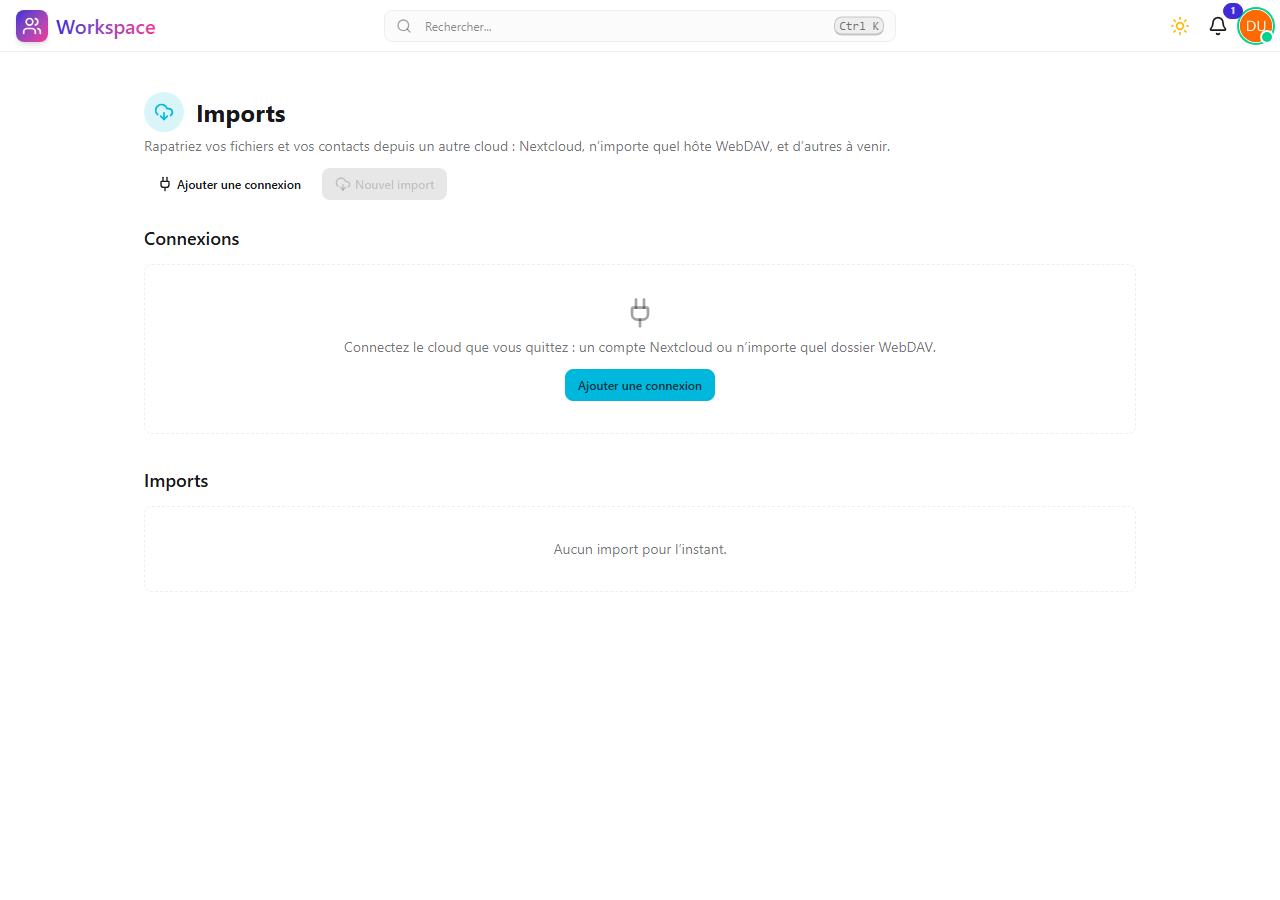 Workspace
Rechercher...
Ctrl K
1
DU
Imports
Rapatriez vos fichiers et vos contacts depuis un autre cloud : Nextcloud, n’importe quel hôte WebDAV, et d’autres à venir.
Ajouter une connexion
Nouvel import
Connexions
Connectez le cloud que vous quittez : un compte Nextcloud ou n’importe quel dossier WebDAV.
Ajouter une connexion
Imports
Aucun import pour l’instant.